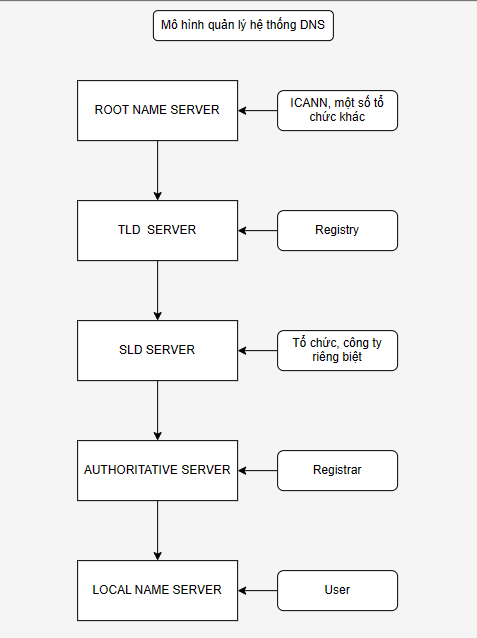 Mô hình quản lý hệ thống DNS
ROOT NAME SERVER
ICANN, một số tổ
chức khác
TLD SERVER
Registry
SLD SERVER
Tổ chức, công ty
riêng biệt
AUTHORITATIVE SERVER
Registrar
LOCAL NAME SERVER
User